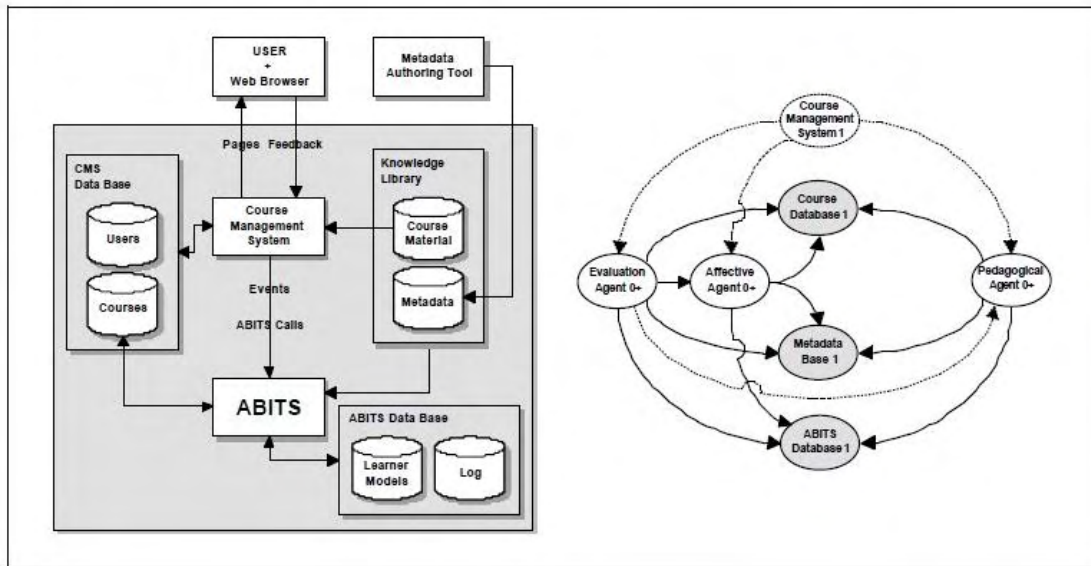 USER
+
Web Browser
Metadata
Authoring Tool
Pages Feedback
CMS
Data Base
Users
Courses
Course
Management
System
Knowledge
Library
Course
Material
Metadata
Events
ABITS Calls
ABITS
ABITS Data Base
Learner
Models
Log
Course
Management
System 1
Course
Database 1
Evaluation
Agent 0+
Affective
Agent 0+
Pedagogical
Agent 0+
Metadata
Base 1
ABITS
Database 1